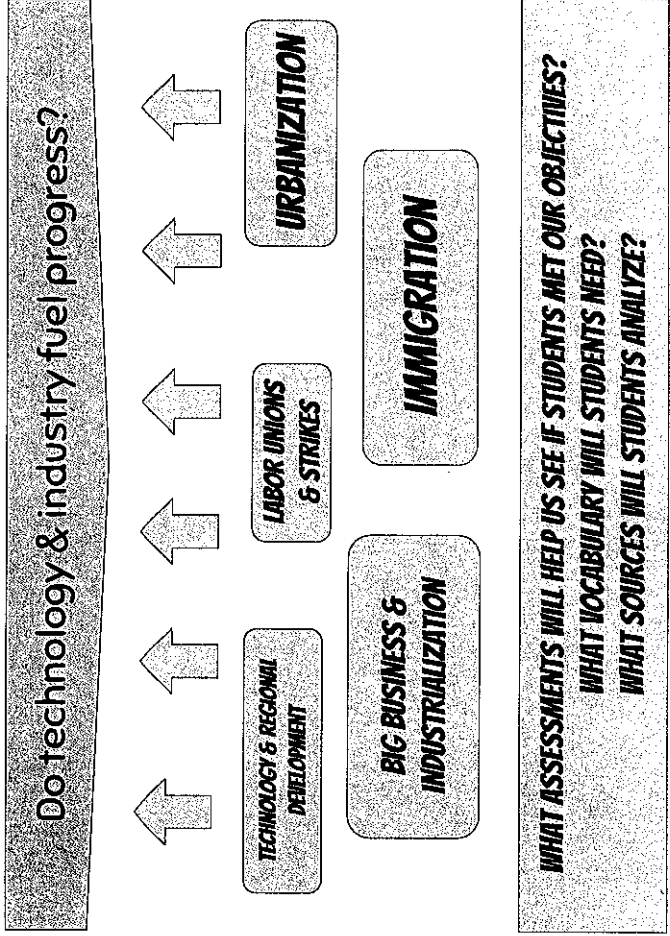 Do technology & industry fuel progress?
TECHNOLOGY & REGIONAL
DEVELOPMENT
LABOR UNIONS
& STRIKES
URBANIZATION
BIG BUSINESS &
INDUSTRIALIZATION
IMMIGRATION
WHAT ASSESSMENTS WILL HELP US SEE IF STUDENTS MET OUR OBJECTIVES?
WHAT VOCABULARY WILL STUDENTS NEED?
WHAT SOURCES WILL STUDENTS ANALYZE?